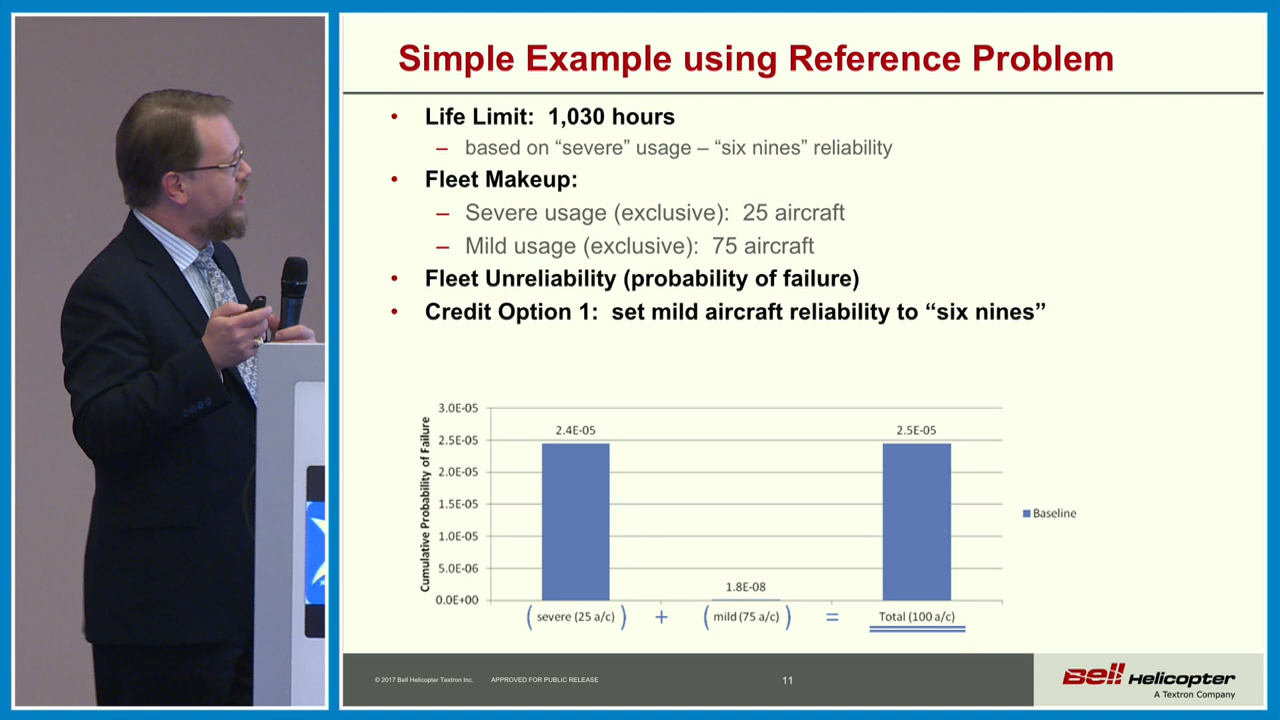 Simple Example using Reference Problem
• Life Limit: 1,030 hours
– based on “severe” usage – “six nines” reliability
• Fleet Makeup:
– Severe usage (exclusive): 25 aircraft
– Mild usage (exclusive): 75 aircraft
• Fleet Unreliability (probability of failure)
• Credit Option 1: set mild aircraft reliability to “six nines”
Cumulative Probability of Failure
3.0E-05
2.5E-05
2.0E-05
1.5E-05
1.0E-05
5.0E-06
0.0E+00
2.4E-05
1.8E-08
2.5E-05
Baseline
( severe (25 a/c) ) + ( mild (75 a/c) ) = Total (100 a/c)
© 2017 Bell Helicopter Textron Inc. APPROVED FOR PUBLIC RELEASE
11
Bell Helicopter
A Textron Company